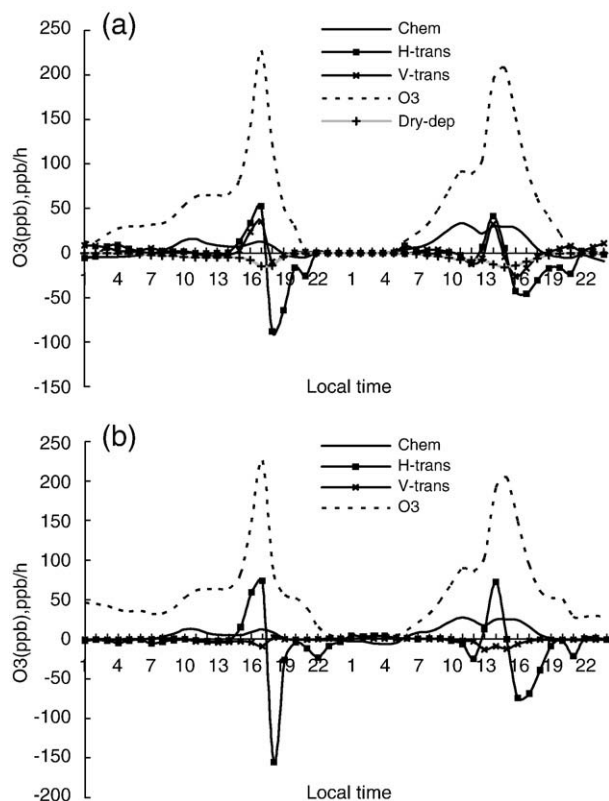 (a)
Chem
H-trans
V-trans
O3
Dry-dep
O3(ppb),ppb/h
250
200
150
100
50
0
-50
-100
-150
1 4 7 10 13 16 19 22 1 4 7 10 13 16 19 22
Local time
(b)
Chem
H-trans
V-trans
O3
O3(ppb),ppb/h
250
200
150
100
50
0
-50
-100
-150
-200
1 4 7 10 13 16 19 22 1 4 7 10 13 16 19 22
Local time